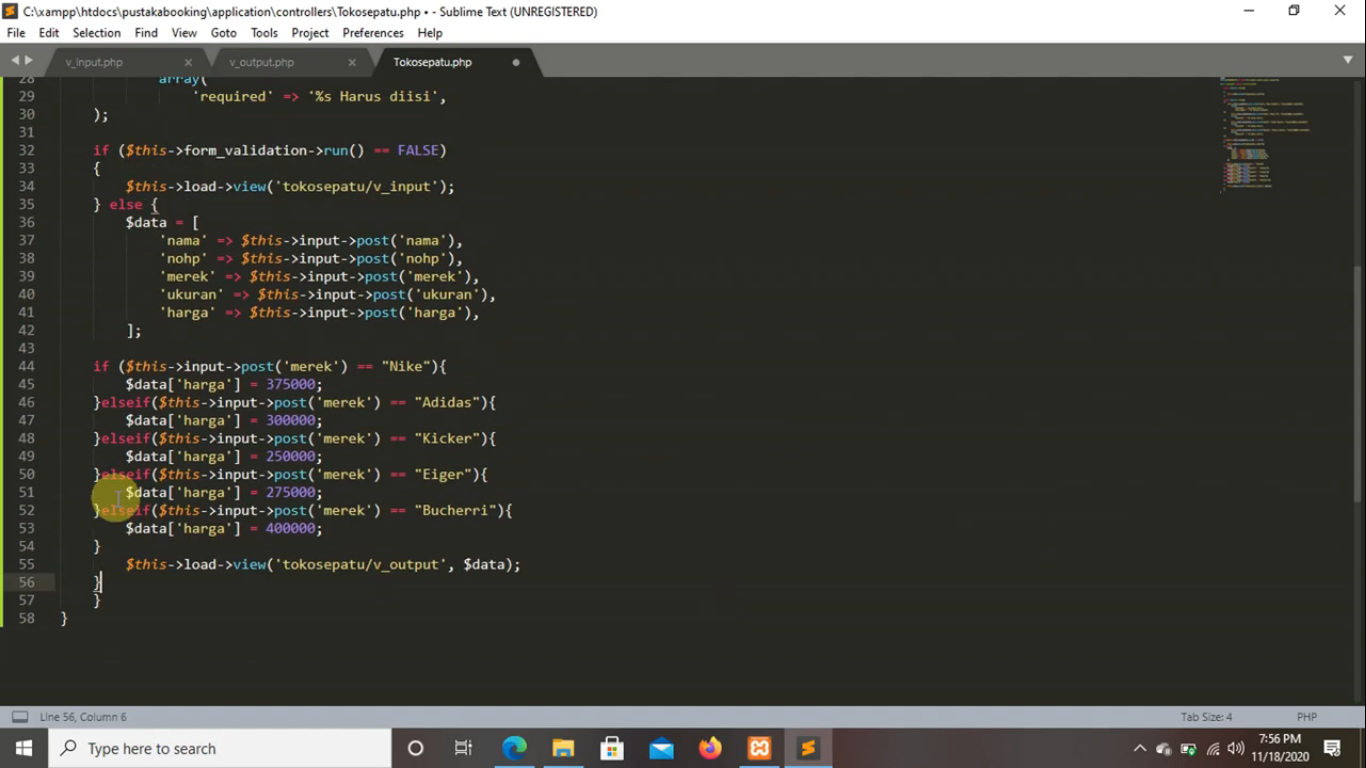 C:\xampp\htdocs\pustakabooking\application\controllers\Tokosepatu.php • - Sublime Text (UNREGISTERED)
File Edit Selection Find View Goto Tools Project Preferences Help
v_input.php v_output.php Tokosepatu.php
28 array(
29 'required' => '%s Harus diisi',
30 );
31
32 if ($this->form_validation->run() == FALSE)
33 {
34 $this->load->view('tokosepatu/v_input');
35 } else {
36 $data = [
37 'nama' => $this->input->post('nama'),
38 'nohp' => $this->input->post('nohp'),
39 'merek' => $this->input->post('merek'),
40 'ukuran' => $this->input->post('ukuran'),
41 'harga' => $this->input->post('harga'),
42 ];
43
44 if ($this->input->post('merek') == "Nike"){
45 $data['harga'] = 375000;
46 }elseif($this->input->post('merek') == "Adidas"){
47 $data['harga'] = 300000;
48 }elseif($this->input->post('merek') == "Kicker"){
49 $data['harga'] = 250000;
50 }elseif($this->input->post('merek') == "Eiger"){
51 $data['harga'] = 275000;
52 }elseif($this->input->post('merek') == "Bucherri"){
53 $data['harga'] = 400000;
54 }
55 $this->load->view('tokosepatu/v_output', $data);
56 }
57 }
58 }
Line 56, Column 6 Tab Size: 4 PHP
Type here to search
7:56 PM
11/18/2020